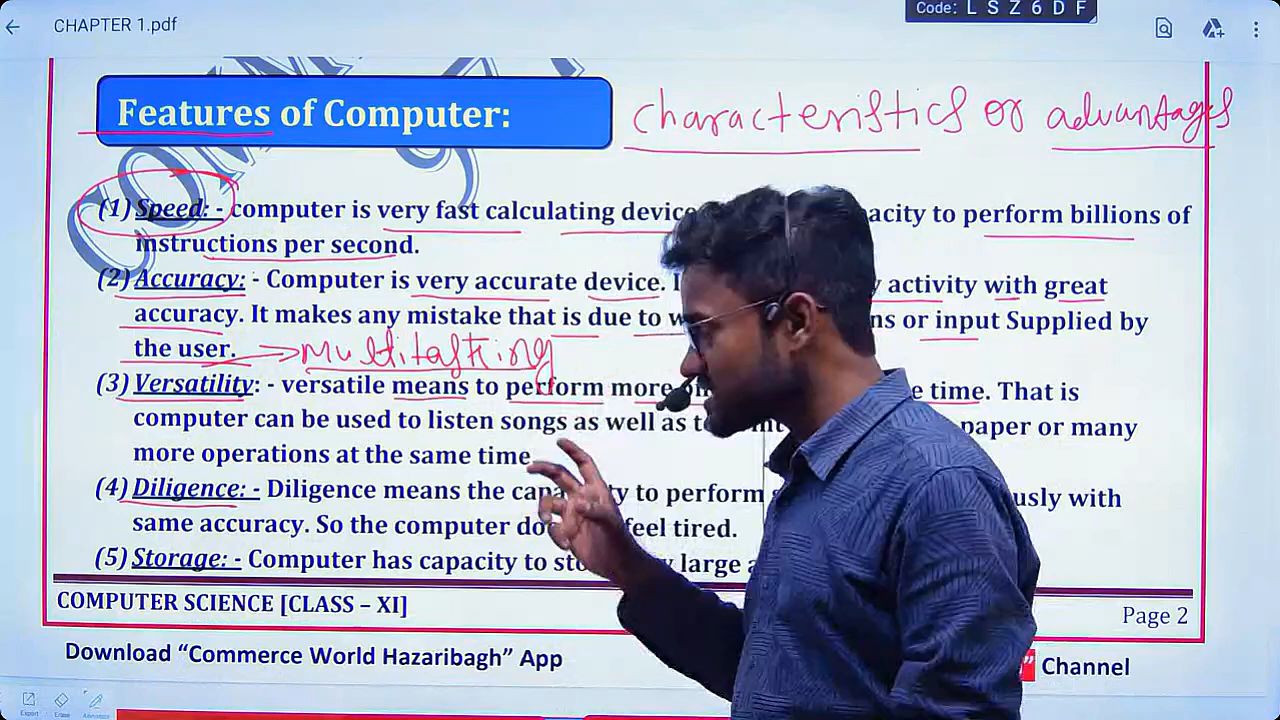 Code: L S Z 6 D F
CHAPTER 1.pdf
Features of Computer:
characteristics or advantages
(1) Speed: - computer is very fast calculating device acity to perform billions of
instructions per second.
(2) Accuracy: - Computer is very accurate device. activity with great
accuracy. It makes any mistake that is due to ns or input Supplied by
the user. multitasking
(3) Versatility: - versatile means to perform more time. That is
computer can be used to listen songs as well as to paper or many
more operations at the same time
(4) Diligence: - Diligence means the to perform ously with
same accuracy. So the computer feel tired.
(5) Storage: - Computer has capacity to large
COMPUTER SCIENCE [CLASS – XI]
Page 2
Download “Commerce World Hazaribagh” App
” Channel
Export
Erase
Annotate